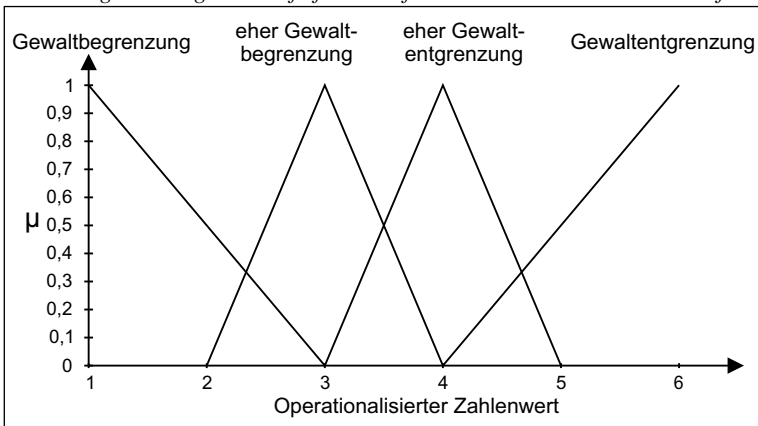 Gewaltbegrenzung
eher Gewalt-
begrenzung
eher Gewalt-
entgrenzung
Gewaltentgrenzung
1
0,9
0,8
0,7
0,6
μ
0,5
0,4
0,3
0,2
0,1
0
1 2 3 4 5 6
Operationalisierter Zahlenwert